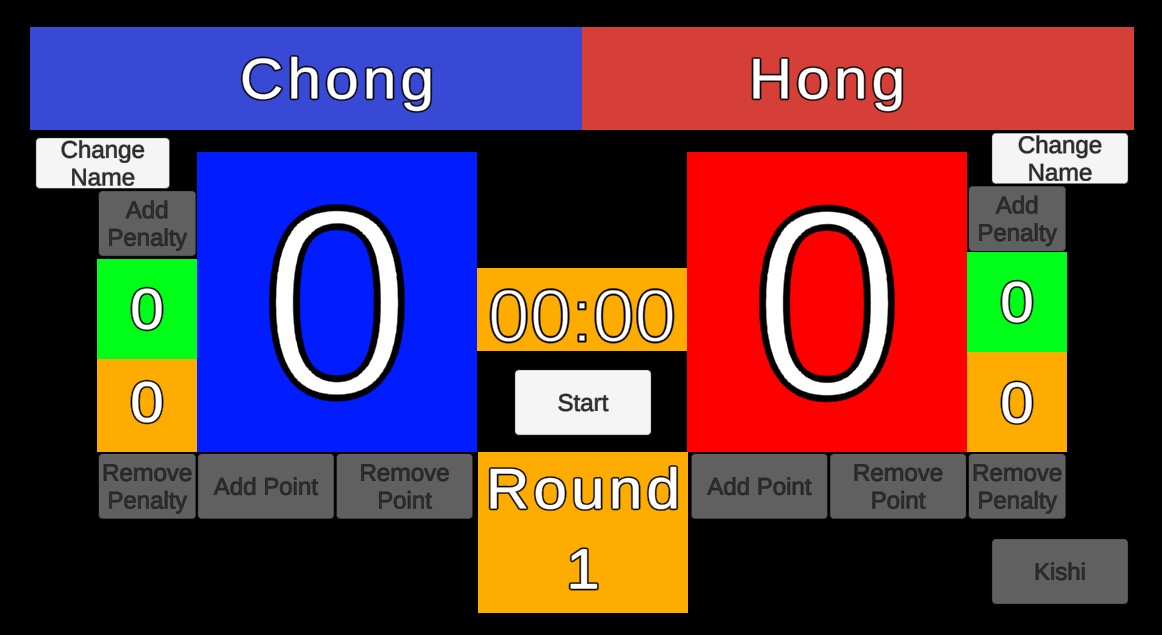 Chong
Hong
Change
Name
Change
Name
Add
Penalty
Add
Penalty
0
0
0
0
00:00
0
0
Start
Remove
Penalty
Add Point
Remove
Point
Round
1
Add Point
Remove
Point
Remove
Penalty
Kishi